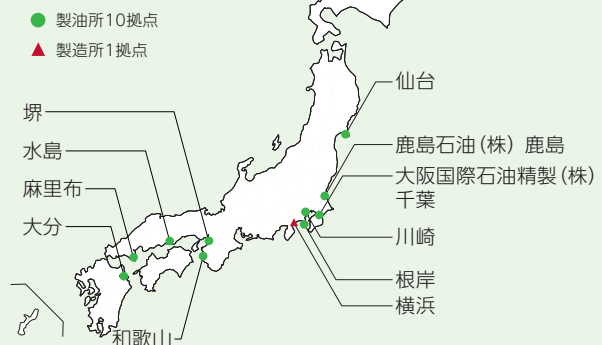 製油所10拠点
製造所1拠点
堺
水島
麻里布
大分
和歌山
仙台
鹿島石油(株) 鹿島
大阪国際石油精製(株)
千葉
川崎
根岸
横浜